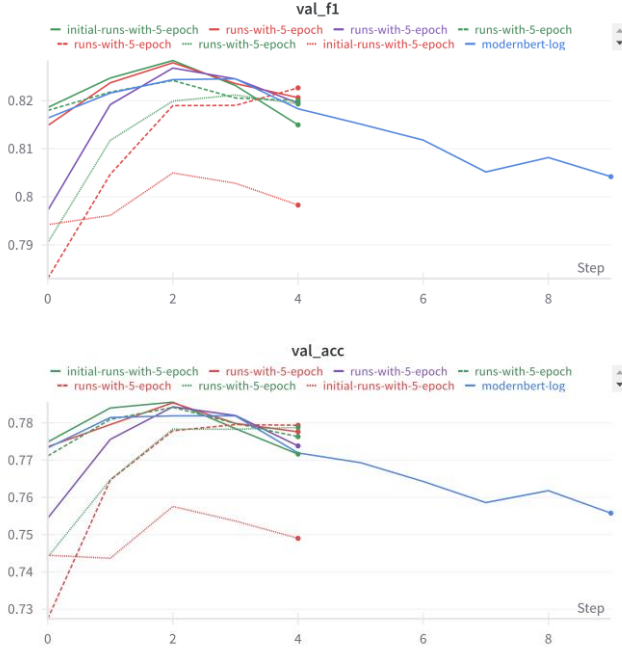 val_f1
initial-runs-with-5-epoch runs-with-5-epoch runs-with-5-epoch runs-with-5-epoch
runs-with-5-epoch runs-with-5-epoch initial-runs-with-5-epoch modernbert-log
0.82
0.81
0.8
0.79
Step
0 2 4 6 8
val_acc
initial-runs-with-5-epoch runs-with-5-epoch runs-with-5-epoch runs-with-5-epoch
runs-with-5-epoch runs-with-5-epoch initial-runs-with-5-epoch modernbert-log
0.78
0.77
0.76
0.75
0.74
0.73
Step
0 2 4 6 8